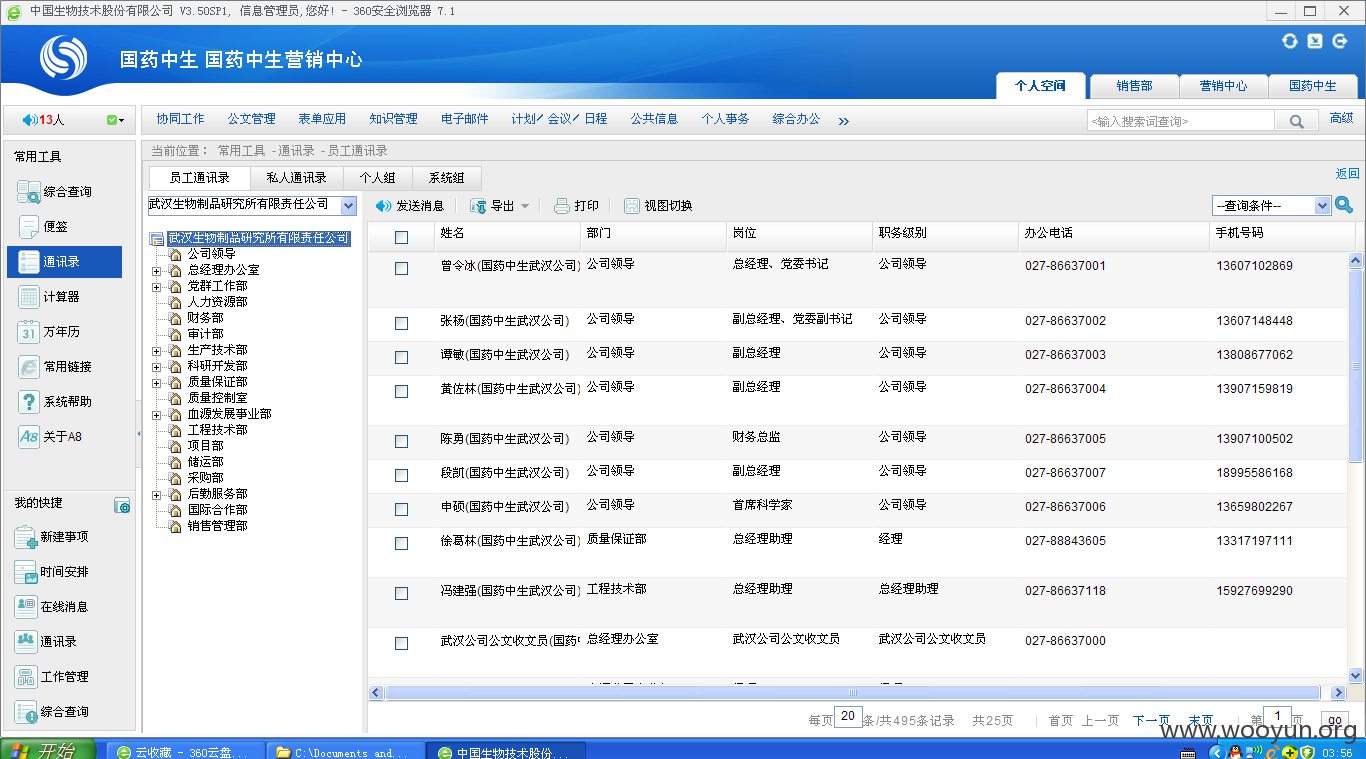 中国生物技术股份有限公司 V3.50SP1, 信息管理员,您好! - 360安全浏览器 7.1
国药中生 国药中生营销中心
个人空间 销售部 营销中心 国药中生
13人
协同工作 公文管理 表单应用 知识管理 电子邮件 计划/会议/日程 公共信息 个人事务 综合办公 »
<输入搜索词查询> 高级
常用工具
综合查询
便签
通讯录
计算器
31 万年历
常用链接
系统帮助
A8 关于A8
我的快捷
新建事项
时间安排
在线消息
通讯录
工作管理
综合查询
当前位置: 常用工具 - 通讯录 - 员工通讯录
员工通讯录 私人通讯录 个人组 系统组
返回
武汉生物制品研究所有限责任公司
发送消息 导出 打印 视图切换
--查询条件--
武汉生物制品研究所有限责任公司
公司领导
总经理办公室
党群工作部
人力资源部
财务部
审计部
生产技术部
科研开发部
质量保证部
质量控制室
血源发展事业部
工程技术部
项目部
储运部
采购部
后勤服务部
国际合作部
销售管理部
姓名 部门 岗位 职务级别 办公电话 手机号码
曾令冰(国药中生武汉公司) 公司领导 总经理、党委书记 公司领导 027-86637001 13607102869
张杨(国药中生武汉公司) 公司领导 副总经理、党委副书记 公司领导 027-86637002 13607148448
谭敏(国药中生武汉公司) 公司领导 副总经理 公司领导 027-86637003 13808677062
黄佐林(国药中生武汉公司) 公司领导 副总经理 公司领导 027-86637004 13907159819
陈勇(国药中生武汉公司) 公司领导 财务总监 公司领导 027-86637005 13907100502
段凯(国药中生武汉公司) 公司领导 副总经理 公司领导 027-86637007 18995586168
申硕(国药中生武汉公司) 公司领导 首席科学家 公司领导 027-86637006 13659802267
徐葛林(国药中生武汉公司) 质量保证部 总经理助理 经理 027-88843605 13317197111
冯建强(国药中生武汉公司) 工程技术部 总经理助理 总经理助理 027-86637118 15927699290
武汉公司公文收文员(国药 总经理办公室 武汉公司公文收文员 武汉公司公文收文员 027-86637000
每页 20 条/共495条记录 共25页 | 首页 上一页 下一页 末页 | 第 1 页 go
www.wooyun.org
开始 云收藏 - 360云盘... C:\Documents and... 中国生物技术股份... 03:56